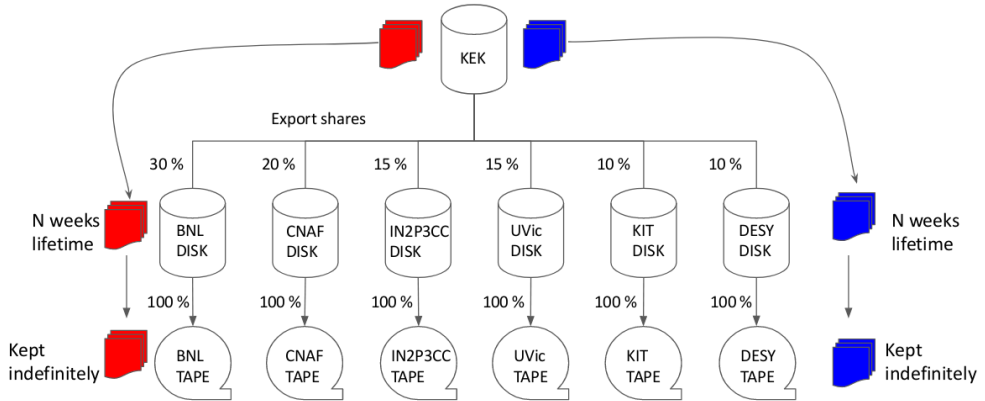 KEK
Export shares
30 %
20 %
15 %
15 %
10 %
10 %
N weeks
lifetime
BNL
DISK
CNAF
DISK
IN2P3CC
DISK
UVic
DISK
KIT
DISK
DESY
DISK
N weeks
lifetime
100 %
100 %
100 %
100 %
100 %
100 %
Kept
indefinitely
BNL
TAPE
CNAF
TAPE
IN2P3CC
TAPE
UVic
TAPE
KIT
TAPE
DESY
TAPE
Kept
indefinitely